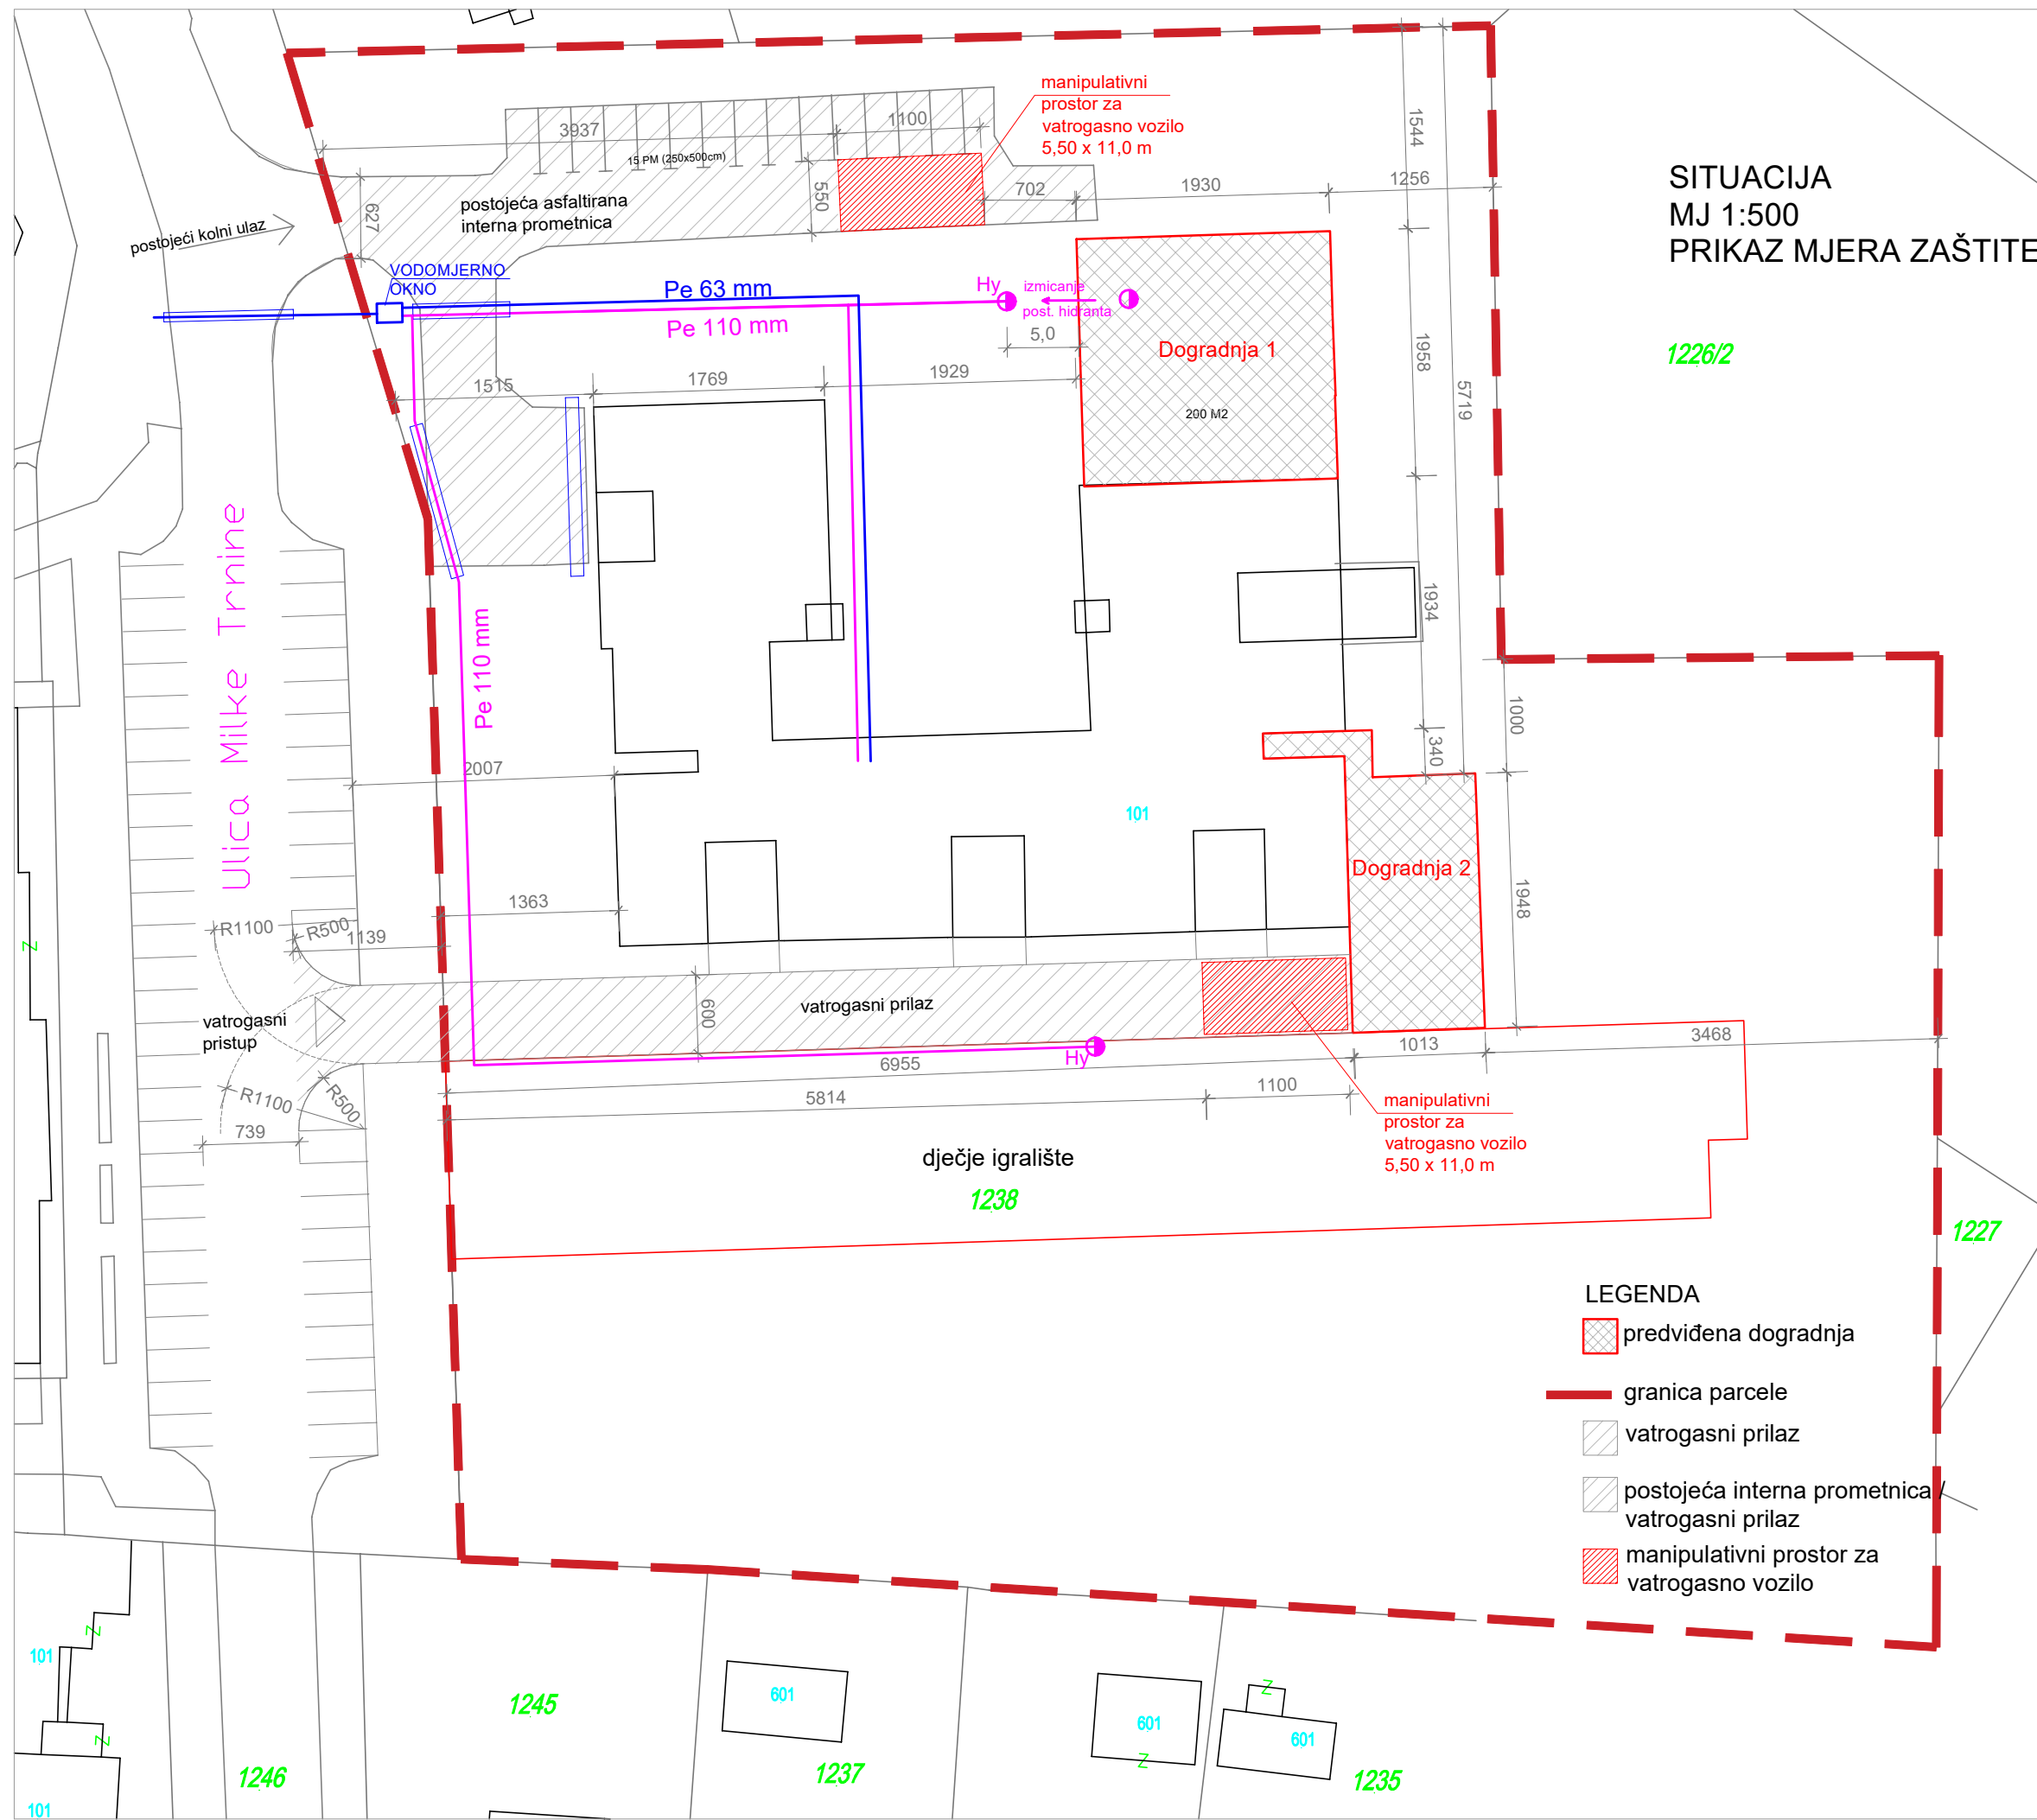 manipulativni
prostor za
vatrogasno vozilo
5,50 x 11,0 m
3937
1100
1544
15 PM (250x500cm)
SITUACIJA
MJ 1:500
PRIKAZ MJERA ZAŠTITE
550
702
1930
1256
postojeća asfaltirana
interna prometnica
627
postojeći kolni ulaz
VODOMJERNO
OKNO
Pe 63 mm
Hy
izmicanje
post. hidranta
Pe 110 mm
5,0
Dogradnja 1
1958
1226/2
1515
1769
1929
5719
200 M2
Ulica Milke Trnine
Pe 110 mm
1934
1000
340
2007
101
Dogradnja 2
1363
1948
R1100
R500
1139
Z
vatrogasni
pristup
600
vatrogasni prilaz
Hy
6955
1013
3468
5814
1100
R1100
R500
739
manipulativni
prostor za
vatrogasno vozilo
5,50 x 11,0 m
dječje igralište
1238
1227
LEGENDA
predviđena dogradnja
granica parcele
vatrogasni prilaz
postojeća interna prometnica /
vatrogasni prilaz
manipulativni prostor za
vatrogasno vozilo
Z
101
1245
601
601
Z
601
Z
Z
1246
1237
1235
101